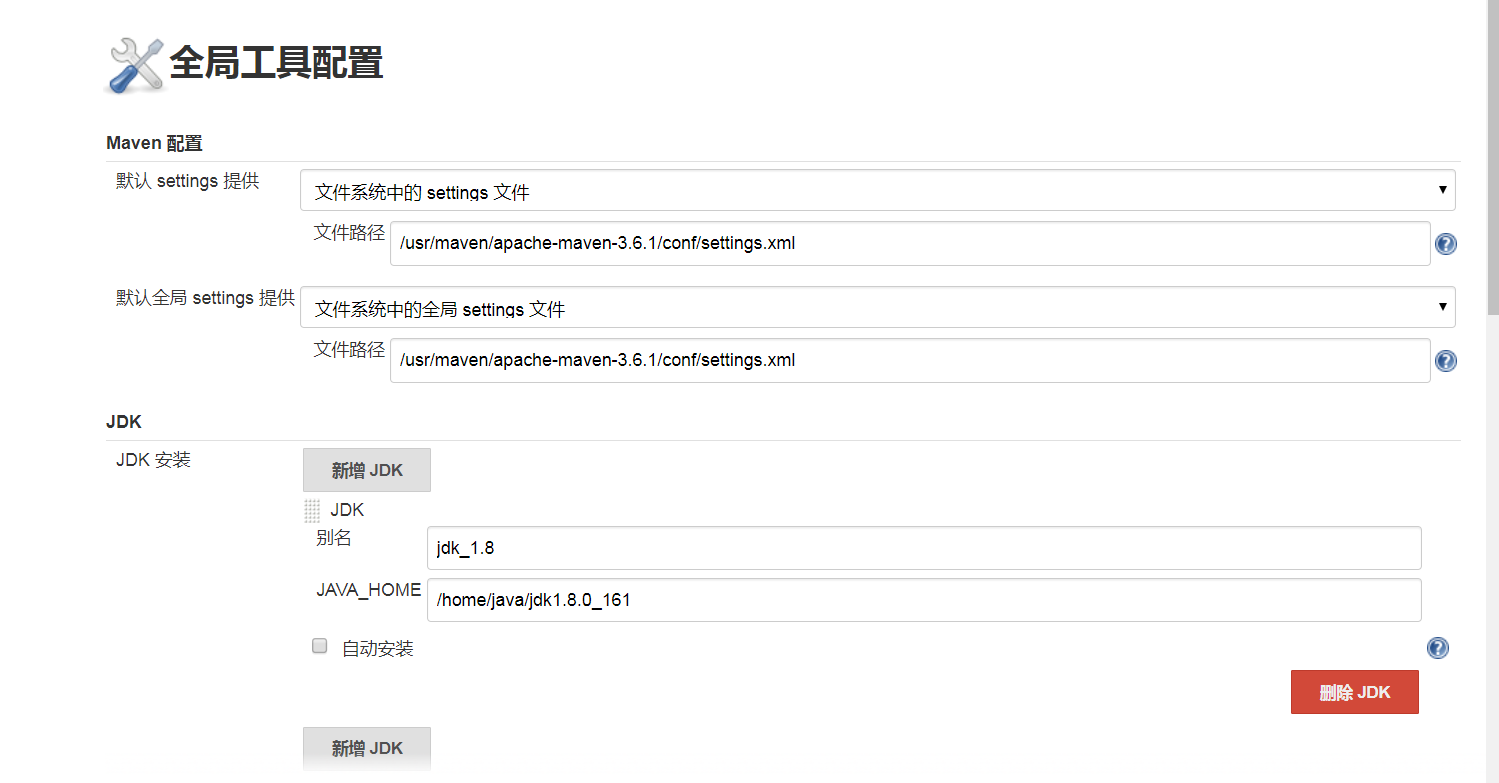 全局工具配置
Maven 配置
默认 settings 提供
文件系统中的 settings 文件
文件路径 /usr/maven/apache-maven-3.6.1/conf/settings.xml
默认全局 settings 提供
文件系统中的全局 settings 文件
文件路径 /usr/maven/apache-maven-3.6.1/conf/settings.xml
JDK
JDK 安装
新增 JDK
JDK
别名
jdk_1.8
JAVA_HOME
/home/java/jdk1.8.0_161
自动安装
删除 JDK
新增 JDK